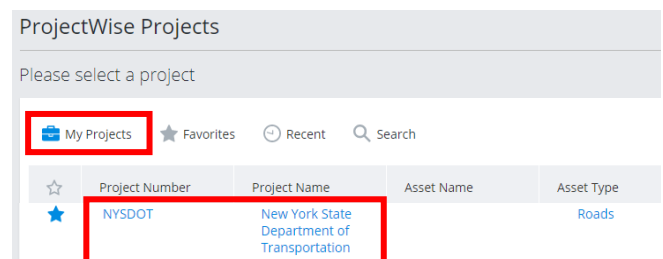 ProjectWise Projects
Please select a project
My Projects Favorites Recent Search
Project Number Project Name Asset Name Asset Type
NYSDOT New York State Roads
Department of
Transportation